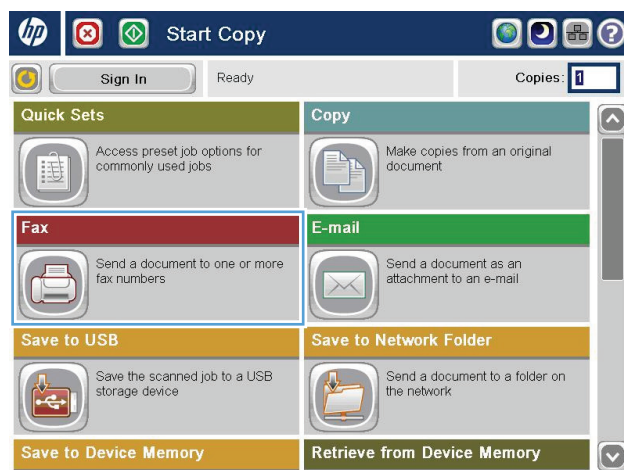 hp
Start Copy
?
Sign In
Ready
Copies: 1
Quick Sets
Access preset job options for
commonly used jobs
Copy
Make copies from an original
document
Fax
Send a document to one or more
fax numbers
E-mail
Send a document as an
attachment to an e-mail
Save to USB
Save the scanned job to a USB
storage device
Save to Network Folder
Send a document to a folder on
the network
Save to Device Memory
Retrieve from Device Memory